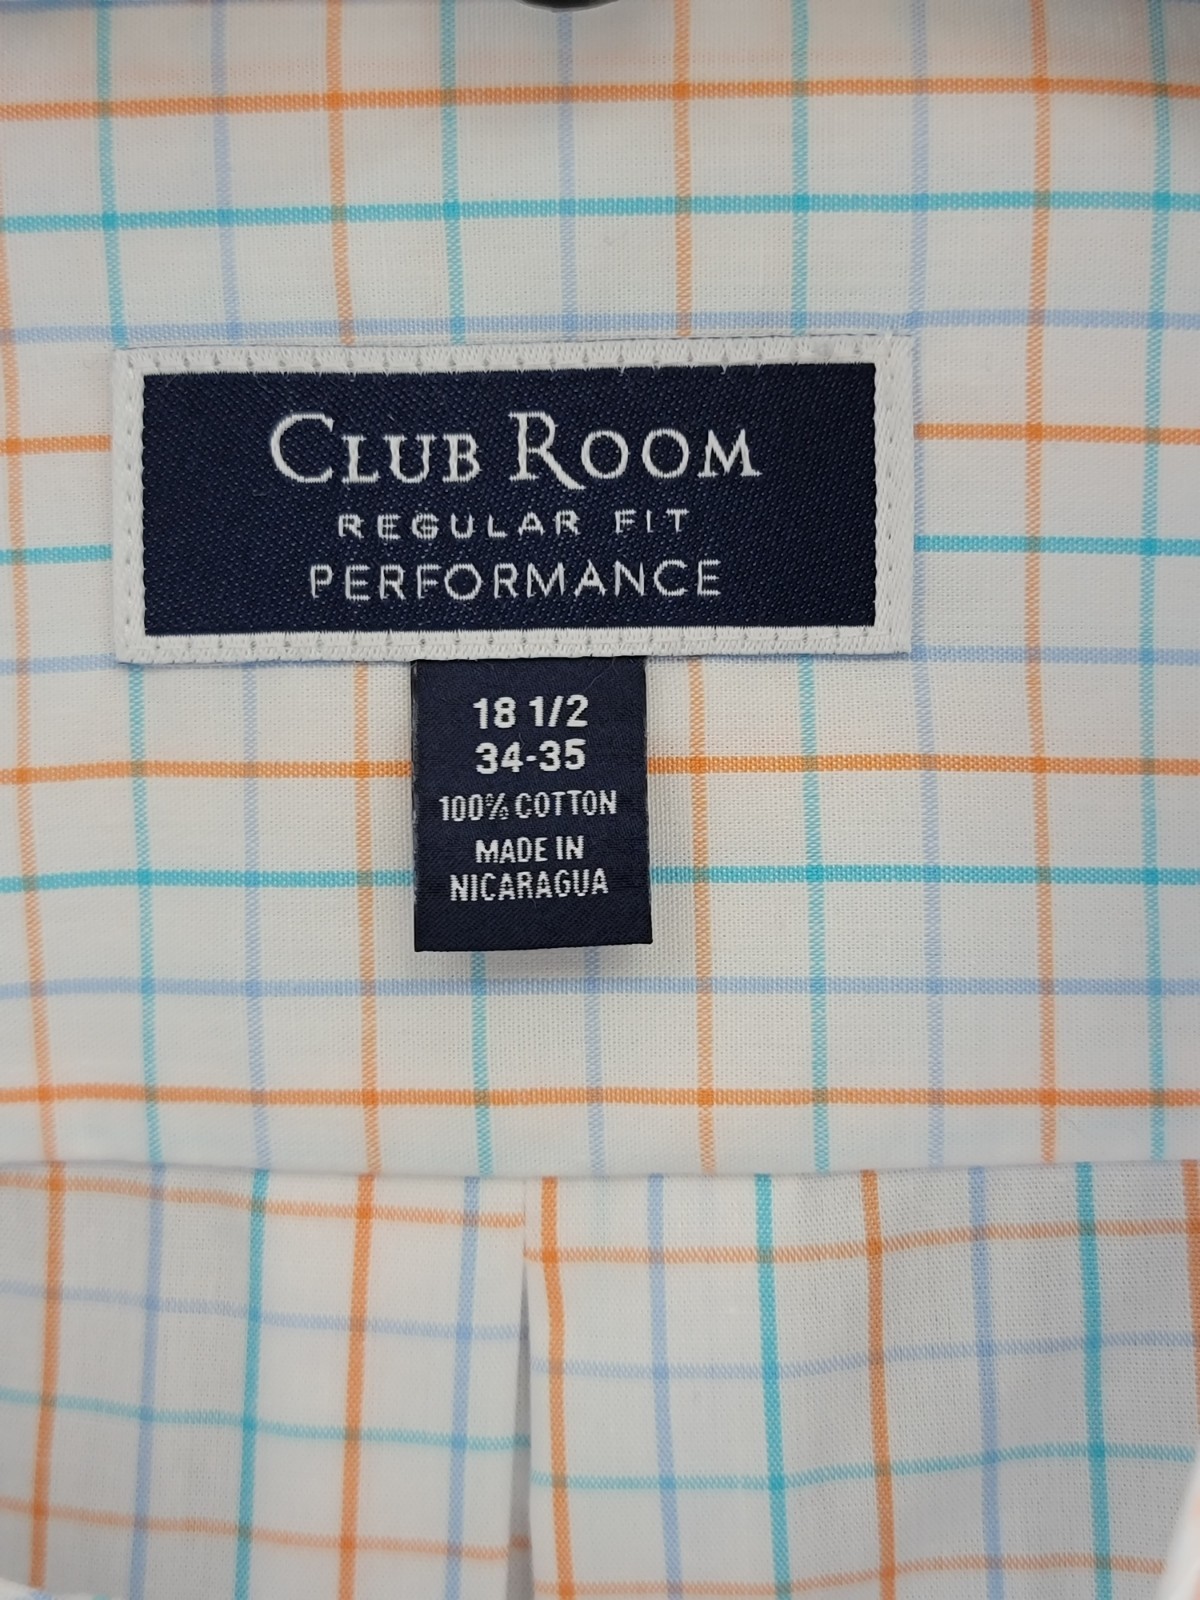 CLUB ROOM
REGULAR FIT
PERFORMANCE
18 1/2
34-35
100% COTTON
MADE IN
NICARAGUA